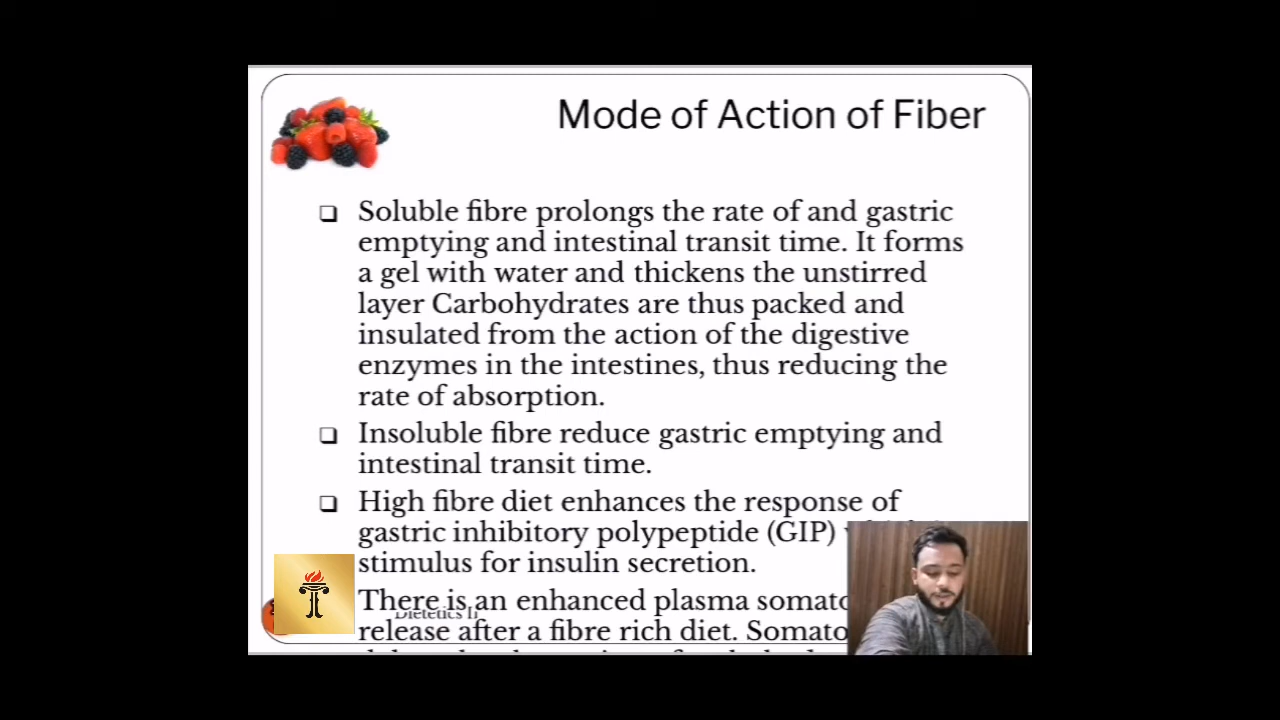 Mode of Action of Fiber
❑ Soluble fibre prolongs the rate of and gastric
emptying and intestinal transit time. It forms
a gel with water and thickens the unstirred
layer Carbohydrates are thus packed and
insulated from the action of the digestive
enzymes in the intestines, thus reducing the
rate of absorption.
❑ Insoluble fibre reduce gastric emptying and
intestinal transit time.
❑ High fibre diet enhances the response of
gastric inhibitory polypeptide (GIP)
stimulus for insulin secretion.
There is an enhanced plasma somato
Dietetics II
release after a fibre rich diet. Somato